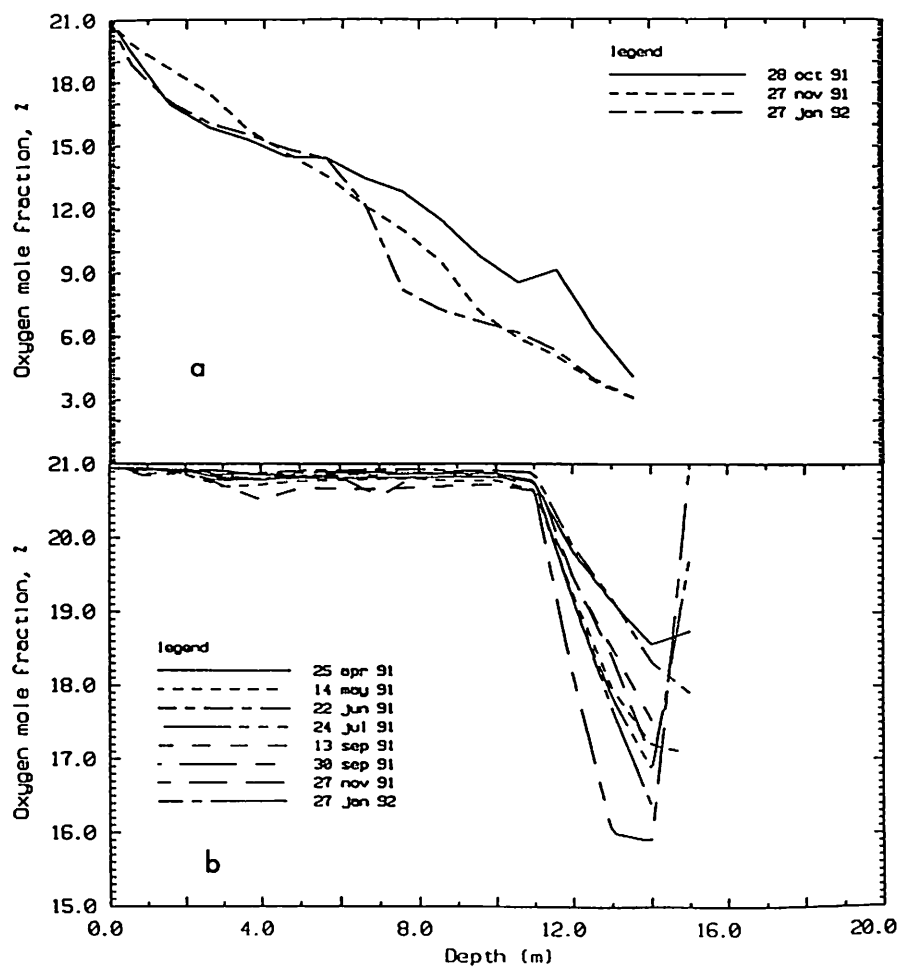 21.0
18.0
15.0
12.0
9.0
6.0
3.0
Oxygen mole fraction, %
legend
28 oct 91
27 nov 91
27 jan 92
a
21.0
20.0
19.0
18.0
17.0
16.0
15.0
Oxygen mole fraction, %
legend
25 apr 91
14 may 91
22 jun 91
24 jul 91
13 sep 91
30 sep 91
27 nov 91
27 jan 92
b
0.0 4.0 8.0 12.0 16.0 20.0
Depth (m)